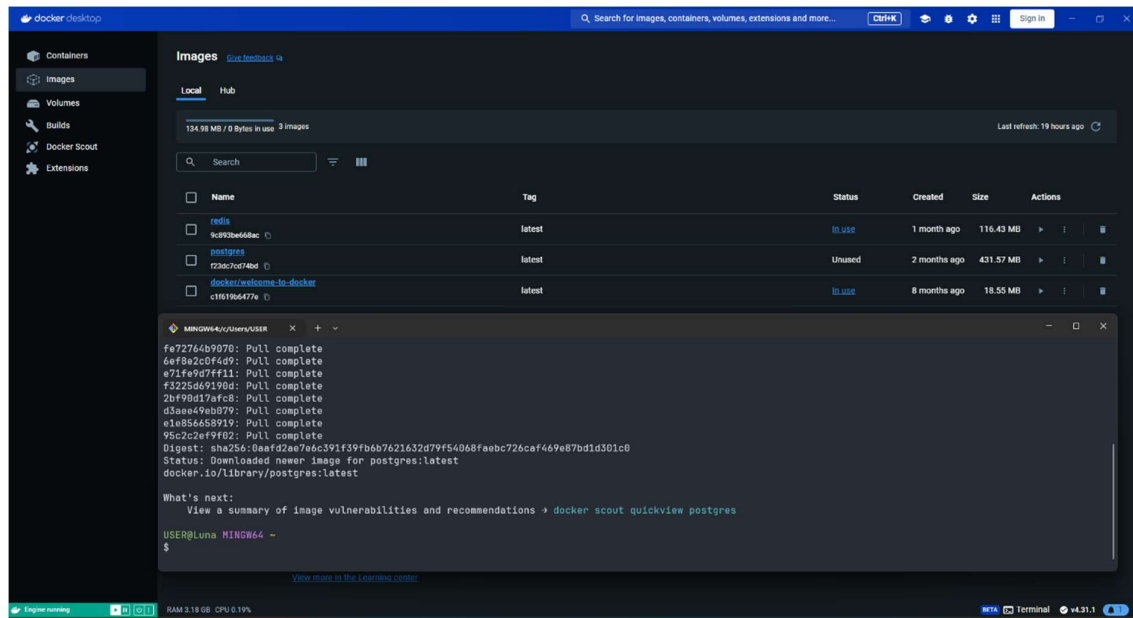 docker desktop
Search for images, containers, volumes, extensions and more... Ctrl+K Sign in
Containers
Images
Volumes
Builds
Docker Scout
Extensions
Images Give feedback
Local Hub
134.98 MB / 0 Bytes in use 3 images Last refresh: 19 hours ago
Search
Name Tag Status Created Size Actions
redis
9c893be668ac latest In use 1 month ago 116.43 MB
postgres
f23dc7cd74bd latest Unused 2 months ago 431.57 MB
docker/welcome-to-docker
c1f619b6477e latest In use 8 months ago 18.55 MB
MINGW64:/c/Users/USER
fe72764b9070: Pull complete
6ef8e2c0f4d9: Pull complete
e71fe9d7ff11: Pull complete
f3225d69190d: Pull complete
2bf90d17afc8: Pull complete
d3aee49eb079: Pull complete
e1e856658919: Pull complete
95c2c2ef9f02: Pull complete
Digest: sha256:0aafd2ae7e6c391f39fb6b7621632d79f54068faebc726caf469e87bd1d301c0
Status: Downloaded newer image for postgres:latest
docker.io/library/postgres:latest
What's next:
View a summary of image vulnerabilities and recommendations → docker scout quickview postgres
USER@Luna MINGW64 ~
$
View more in the Learning center
Engine running RAM 3.18 GB CPU 0.19% BETA Terminal v4.31.1 1